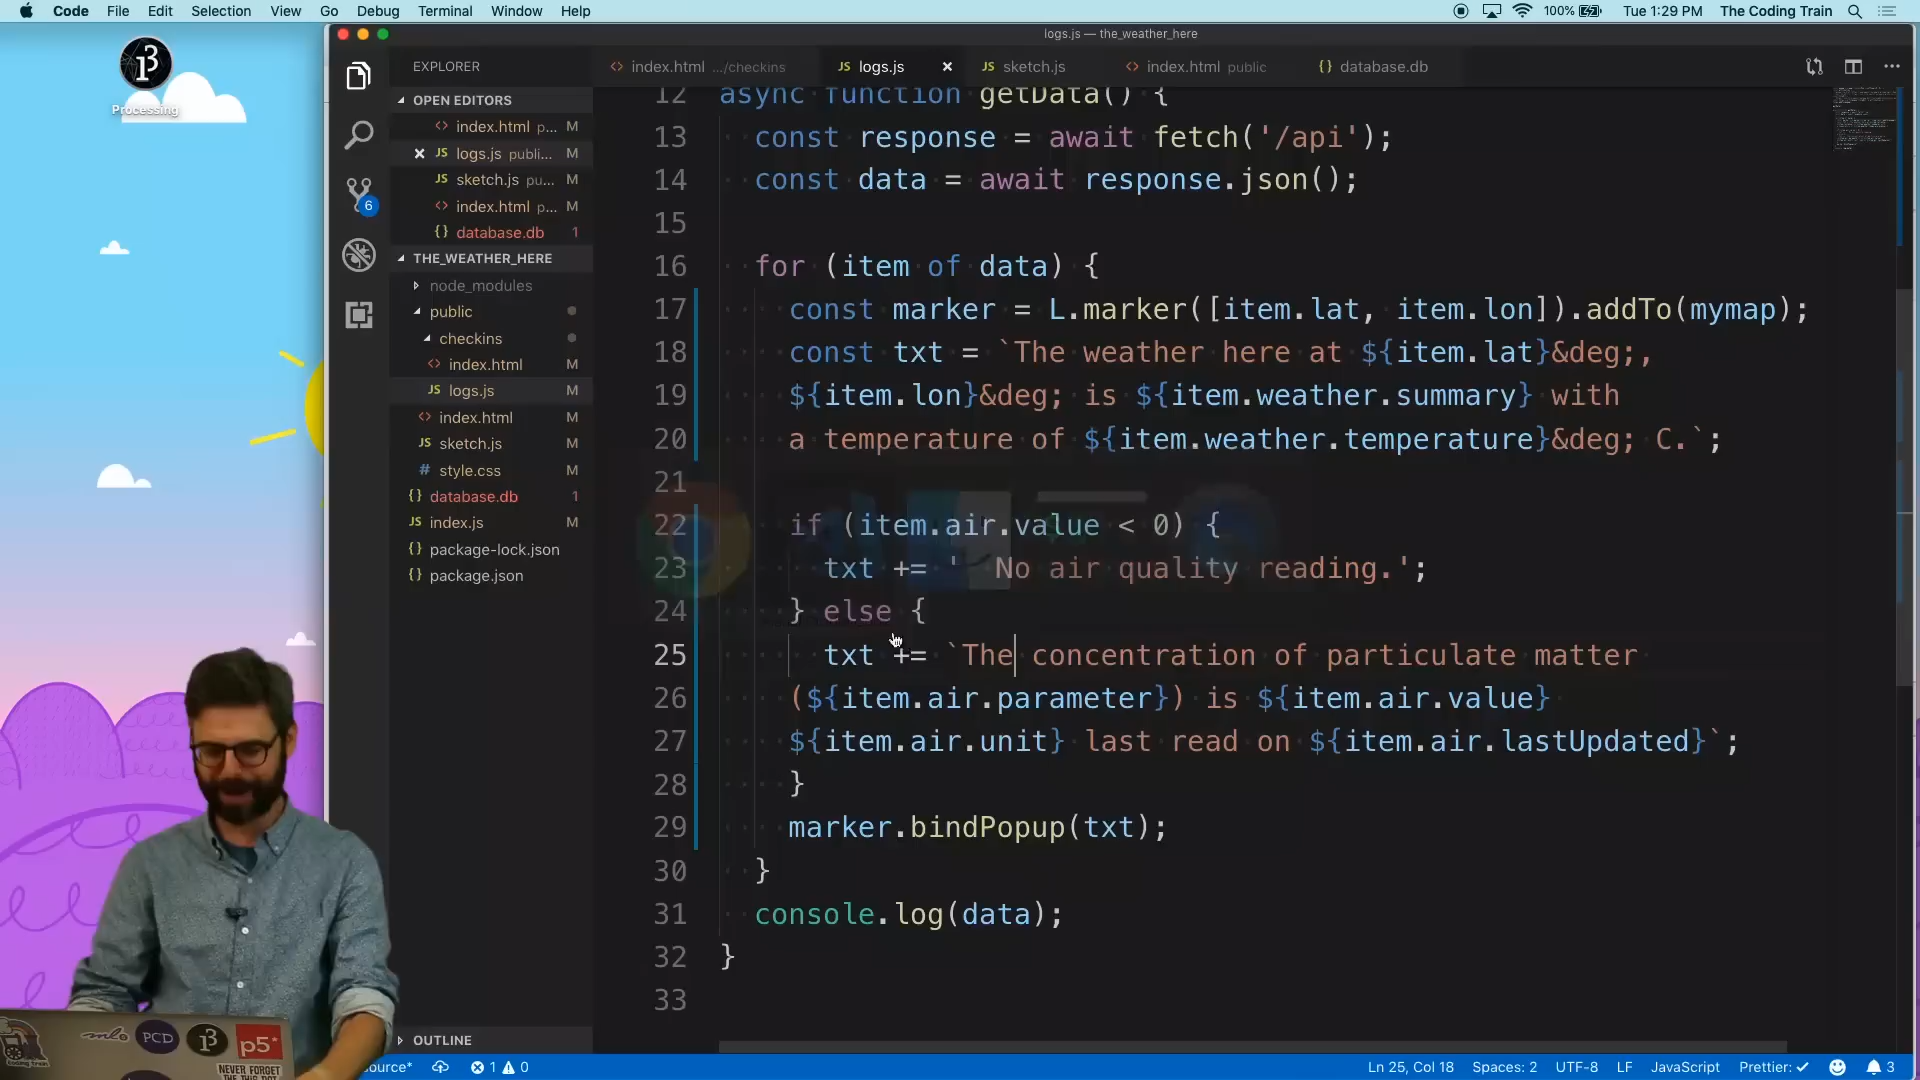 Code File Edit Selection View Go Debug Terminal Window Help
100% Tue 1:29 PM The Coding Train
Processing
logs.js — the_weather_here
EXPLORER
index.html .../checkins
logs.js
sketch.js
index.html public
database.db
OPEN EDITORS
index.html p... M
logs.js publi... M
sketch.js pu... M
index.html p... M
database.db 1
THE_WEATHER_HERE
node_modules
public
checkins
index.html M
logs.js M
index.html M
sketch.js M
style.css M
database.db 1
index.js M
package-lock.json
package.json
OUTLINE
6
12 async function getData() {
13 const response = await fetch('/api');
14 const data = await response.json();
15
16 for (item of data) {
17 const marker = L.marker([item.lat, item.lon]).addTo(mymap);
18 const txt = `The weather here at ${item.lat}&deg;,
19 ${item.lon}&deg; is ${item.weather.summary} with
20 a temperature of ${item.weather.temperature}&deg; C.`;
21
22 if (item.air.value < 0) {
23 txt += '  No air quality reading.';
24 } else {
25 txt += `The concentration of particulate matter
26 (${item.air.parameter}) is ${item.air.value}
27 ${item.air.unit} last read on ${item.air.lastUpdated}`;
28 }
29 marker.bindPopup(txt);
30 }
31 console.log(data);
32 }
33
ource* 1 0
Ln 25, Col 18 Spaces: 2 UTF-8 LF JavaScript Prettier: ✓ 3
PCD
p5*
NEVER FORGET